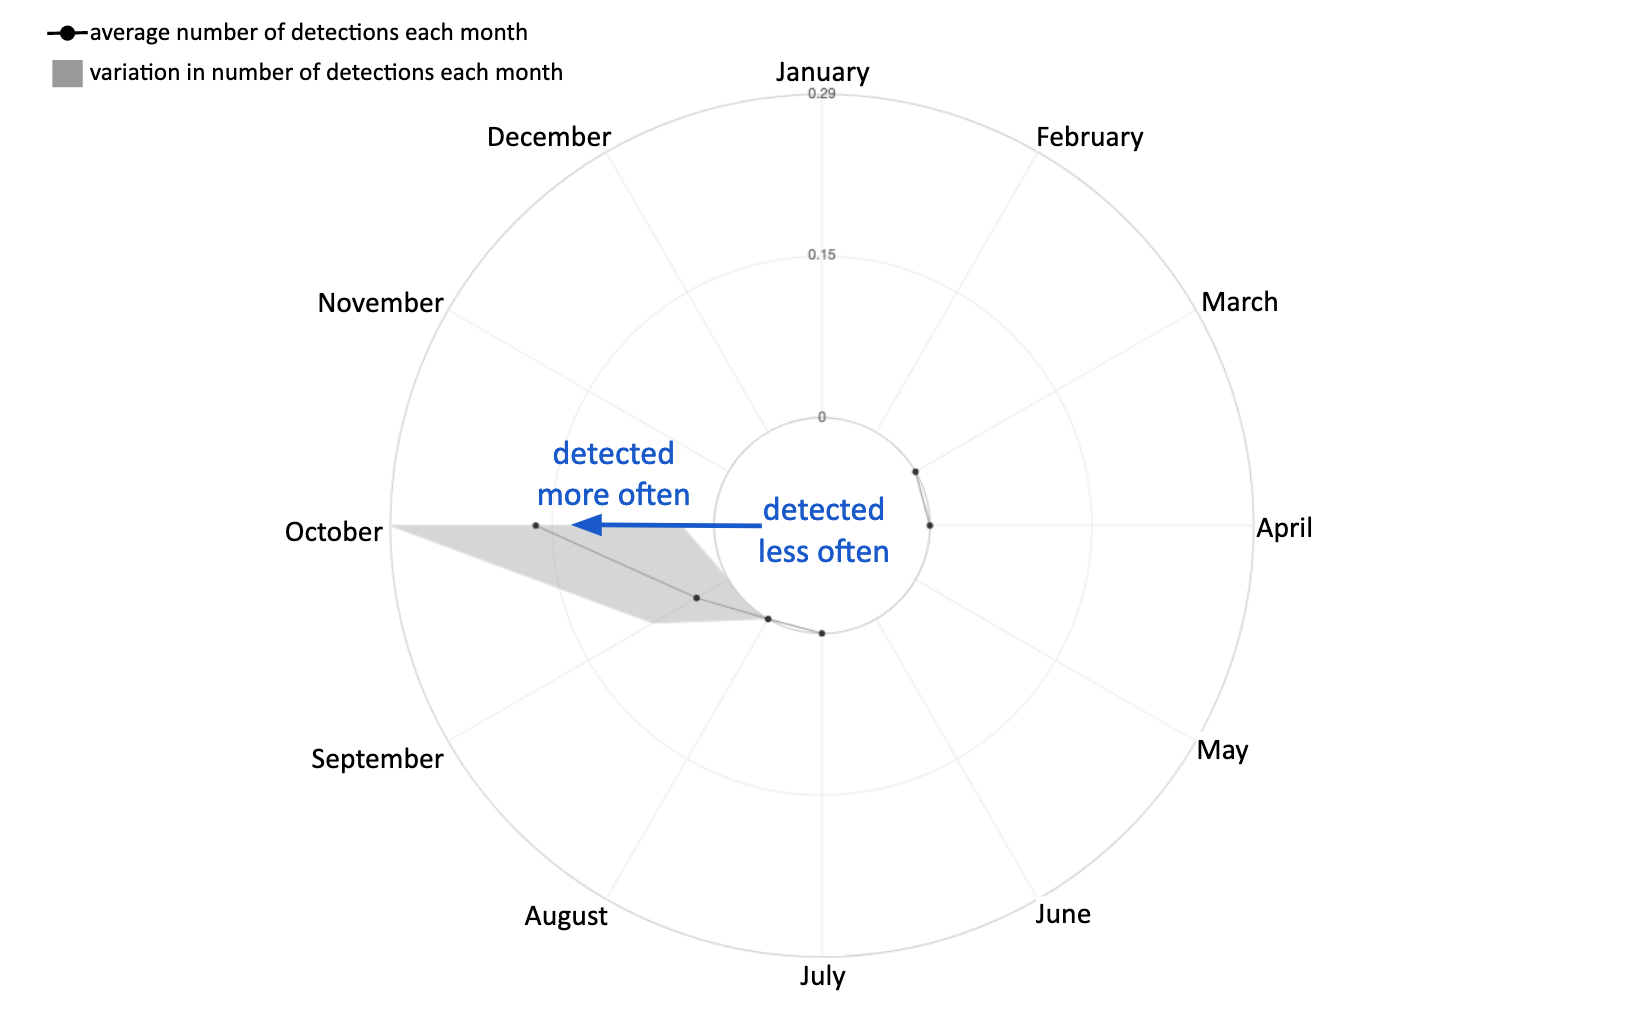 average number of detections each month
variation in number of detections each month
January
0.29
December
February
0.15
November
March
0
detected
more often
detected
less often
October
April
September
May
August
June
July